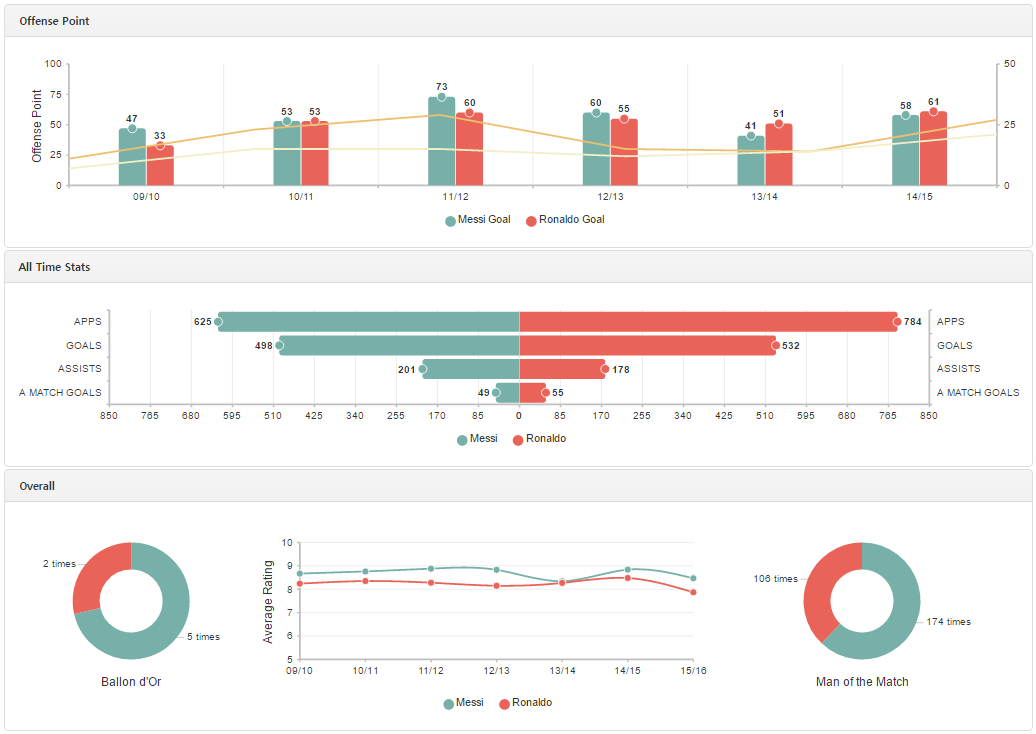 Offense Point
100 75 50 25 0
Offense Point
47 33 53 53 73 60 60 55 41 51 58 61
50 25 0
09/10 10/11 11/12 12/13 13/14 14/15
Messi Goal Ronaldo Goal
All Time Stats
APPS 625 784 APPS
GOALS 498 532 GOALS
ASSISTS 201 178 ASSISTS
A MATCH GOALS 49 55 A MATCH GOALS
850 765 680 595 510 425 340 255 170 85 0 85 170 255 340 425 510 595 680 765 850
Messi Ronaldo
Overall
2 times
5 times
Ballon d'Or
10 9 8 7 6 5
Average Rating
09/10 10/11 11/12 12/13 13/14 14/15 15/16
Messi Ronaldo
106 times
174 times
Man of the Match